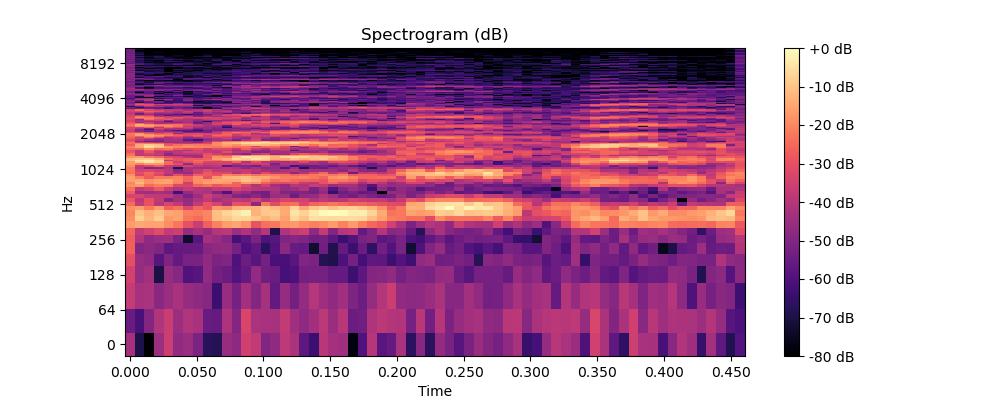 Spectrogram (dB)
8192
4096
2048
1024
512
256
128
64
0
Hz
0.000 0.050 0.100 0.150 0.200 0.250 0.300 0.350 0.400 0.450
Time
+0 dB
-10 dB
-20 dB
-30 dB
-40 dB
-50 dB
-60 dB
-70 dB
-80 dB